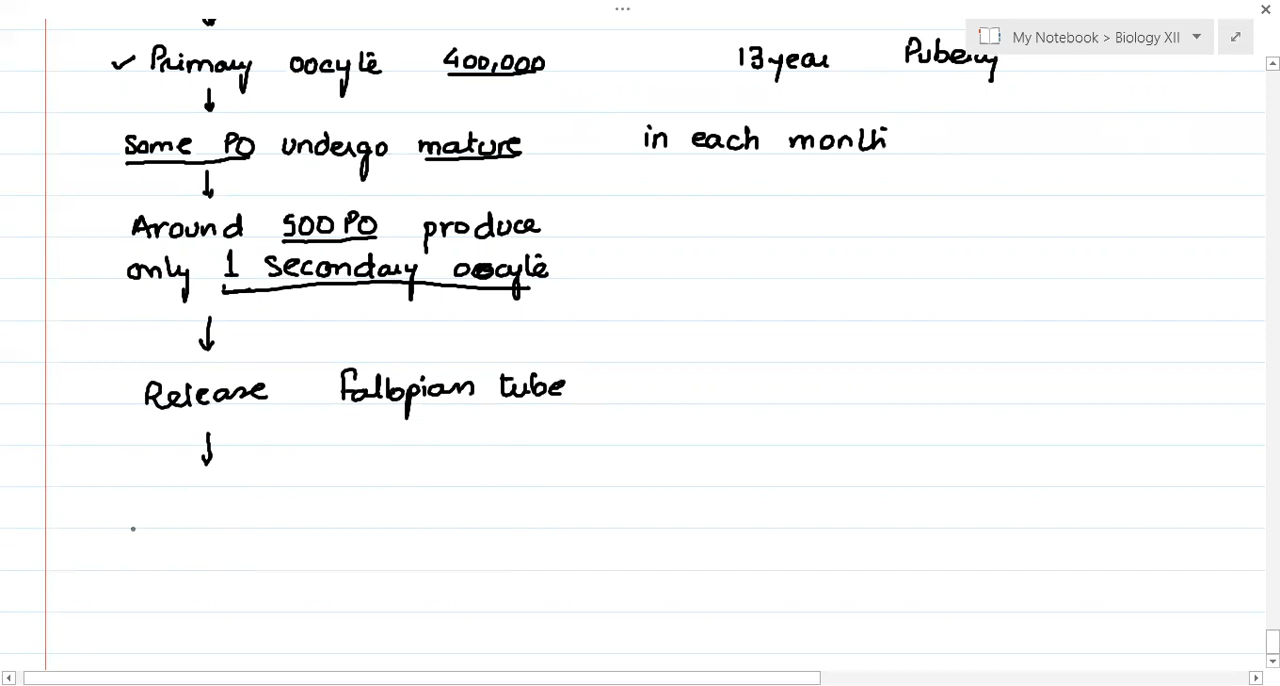 My Notebook > Biology XII
✓ Primary oocyte 400,000 13 year Puberty
↓
Some PO undergo mature in each month
↓
Around 500 PO produce
only 1 Secondary oocyte
↓
Release Fallopian tube
↓